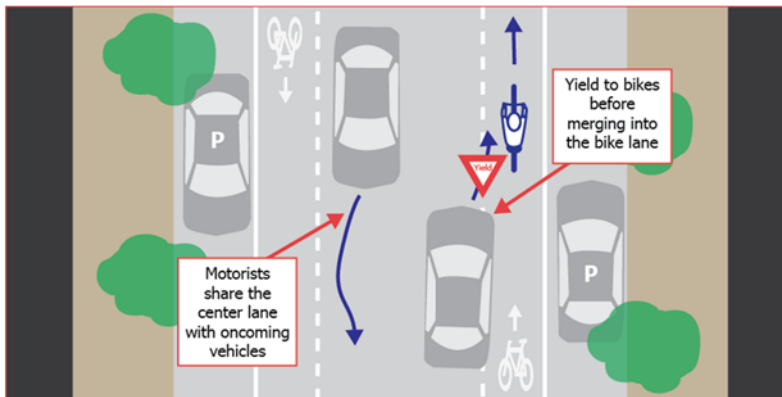 P
Motorists
share the
center lane
with oncoming
vehicles
Yield
Yield to bikes
before
merging into
the bike lane
P